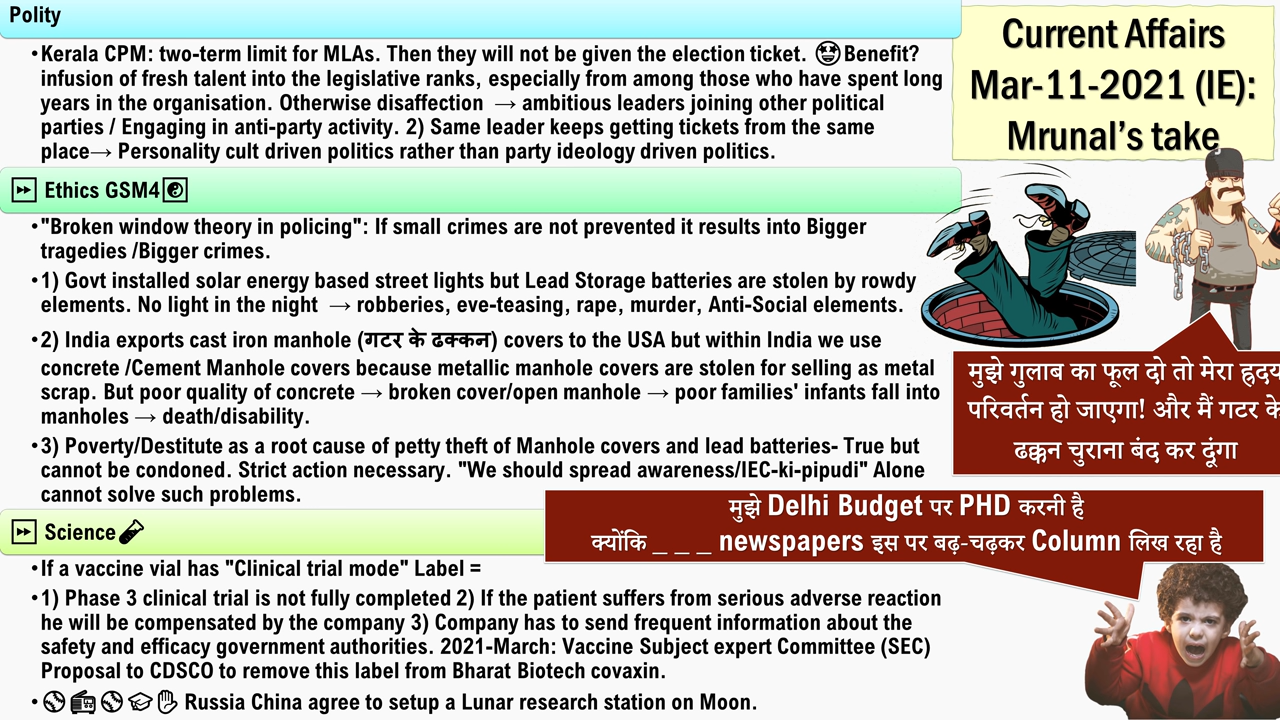 Polity
•Kerala CPM: two-term limit for MLAs. Then they will not be given the election ticket. 🤩Benefit?
infusion of fresh talent into the legislative ranks, especially from among those who have spent long
years in the organisation. Otherwise disaffection → ambitious leaders joining other political
parties / Engaging in anti-party activity. 2) Same leader keeps getting tickets from the same
place→ Personality cult driven politics rather than party ideology driven politics.
Current Affairs
Mar-11-2021 (IE):
Mrunal's take
⏩ Ethics GSM4☯
•"Broken window theory in policing": If small crimes are not prevented it results into Bigger
tragedies /Bigger crimes.
•1) Govt installed solar energy based street lights but Lead Storage batteries are stolen by rowdy
elements. No light in the night → robberies, eve-teasing, rape, murder, Anti-Social elements.
•2) India exports cast iron manhole (गटर के ढक्कन) covers to the USA but within India we use
concrete /Cement Manhole covers because metallic manhole covers are stolen for selling as metal
scrap. But poor quality of concrete → broken cover/open manhole → poor families' infants fall into
manholes → death/disability.
•3) Poverty/Destitute as a root cause of petty theft of Manhole covers and lead batteries- True but
cannot be condoned. Strict action necessary. "We should spread awareness/IEC-ki-pipudi" Alone
cannot solve such problems.
मुझे गुलाब का फूल दो तो मेरा हृदय
परिवर्तन हो जाएगा! और मैं गटर के
ढक्कन चुराना बंद कर दूंगा
⏩ Science
मुझे Delhi Budget पर PHD करनी है
क्योंकि _ _ _ newspapers इस पर बढ़-चढ़कर Column लिख रहा है
•If a vaccine vial has "Clinical trial mode" Label =
•1) Phase 3 clinical trial is not fully completed 2) If the patient suffers from serious adverse reaction
he will be compensated by the company 3) Company has to send frequent information about the
safety and efficacy government authorities. 2021-March: Vaccine Subject expert Committee (SEC)
Proposal to CDSCO to remove this label from Bharat Biotech covaxin.
•⚾📻⚾🎓✋ Russia China agree to setup a Lunar research station on Moon.